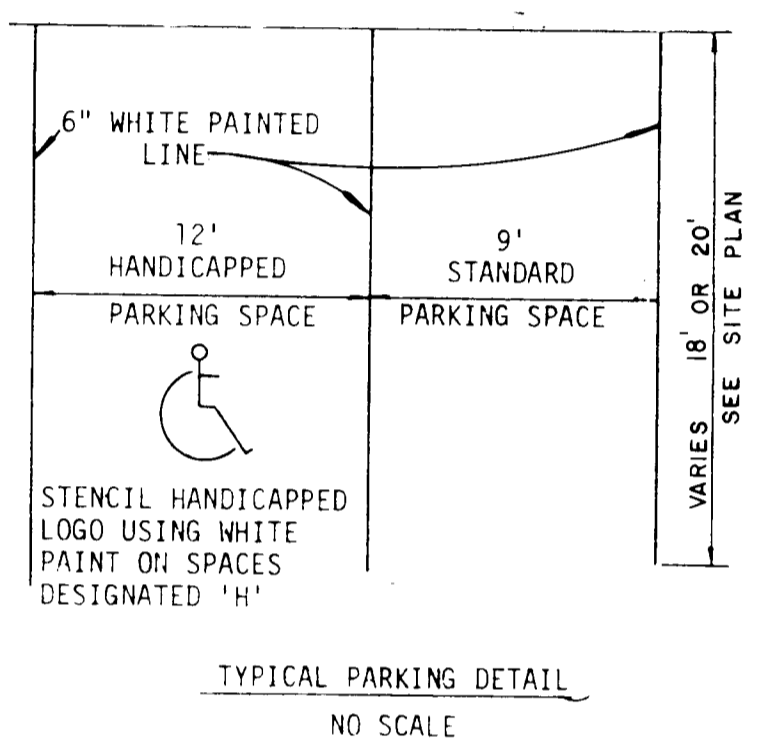 6" WHITE PAINTED
LINE
12'
HANDICAPPED
PARKING SPACE
9'
STANDARD
PARKING SPACE
VARIES 18' OR 20'
SEE SITE PLAN
STENCIL HANDICAPPED
LOGO USING WHITE
PAINT ON SPACES
DESIGNATED 'H'
TYPICAL PARKING DETAIL
NO SCALE